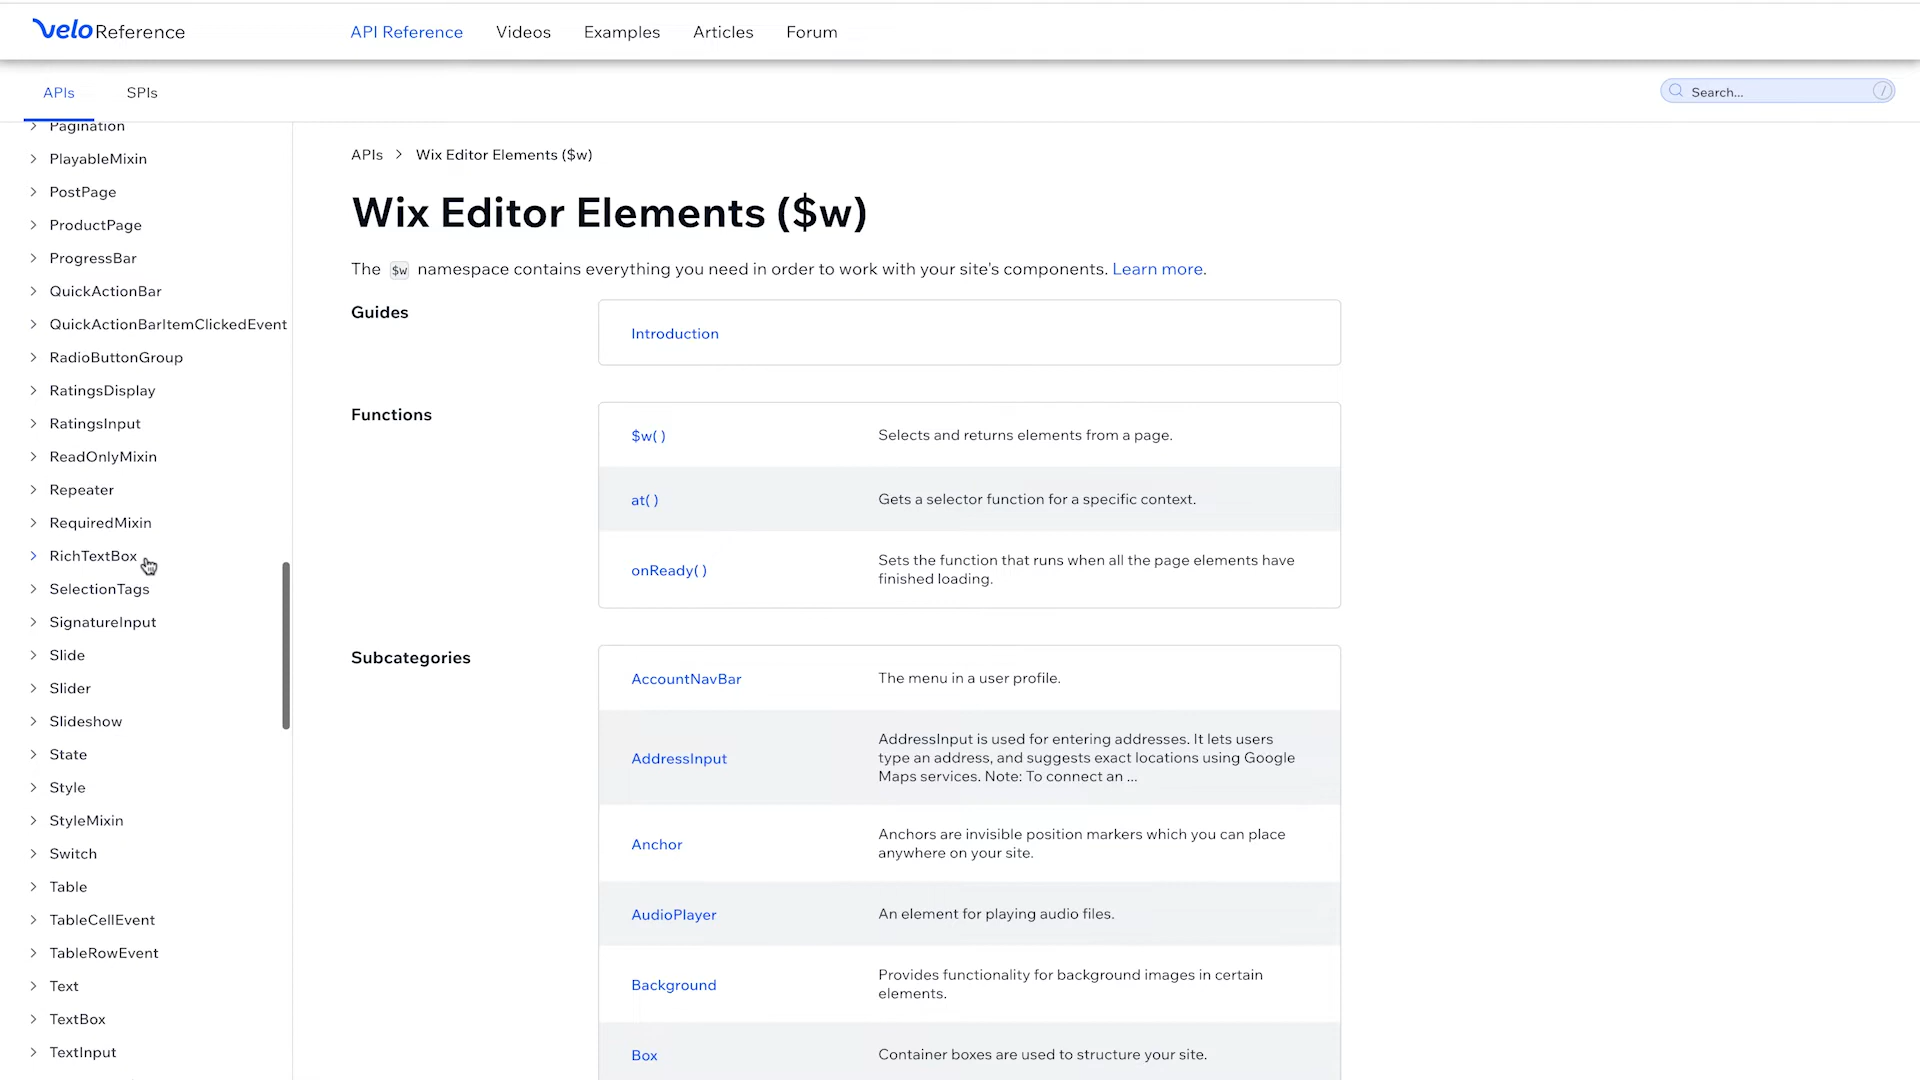 velo Reference
API Reference
Videos
Examples
Articles
Forum
APIs
SPIs
Search...
/
Pagination
PlayableMixin
PostPage
ProductPage
ProgressBar
QuickActionBar
QuickActionBarItemClickedEvent
RadioButtonGroup
RatingsDisplay
RatingsInput
ReadOnlyMixin
Repeater
RequiredMixin
RichTextBox
SelectionTags
SignatureInput
Slide
Slider
Slideshow
State
Style
StyleMixin
Switch
Table
TableCellEvent
TableRowEvent
Text
TextBox
TextInput
APIs > Wix Editor Elements ($w)
Wix Editor Elements ($w)
The $w namespace contains everything you need in order to work with your site's components. Learn more.
Guides
Introduction
Functions
$w( )
Selects and returns elements from a page.
at( )
Gets a selector function for a specific context.
onReady( )
Sets the function that runs when all the page elements have
finished loading.
Subcategories
AccountNavBar
The menu in a user profile.
AddressInput
AddressInput is used for entering addresses. It lets users
type an address, and suggests exact locations using Google
Maps services. Note: To connect an ...
Anchor
Anchors are invisible position markers which you can place
anywhere on your site.
AudioPlayer
An element for playing audio files.
Background
Provides functionality for background images in certain
elements.
Box
Container boxes are used to structure your site.